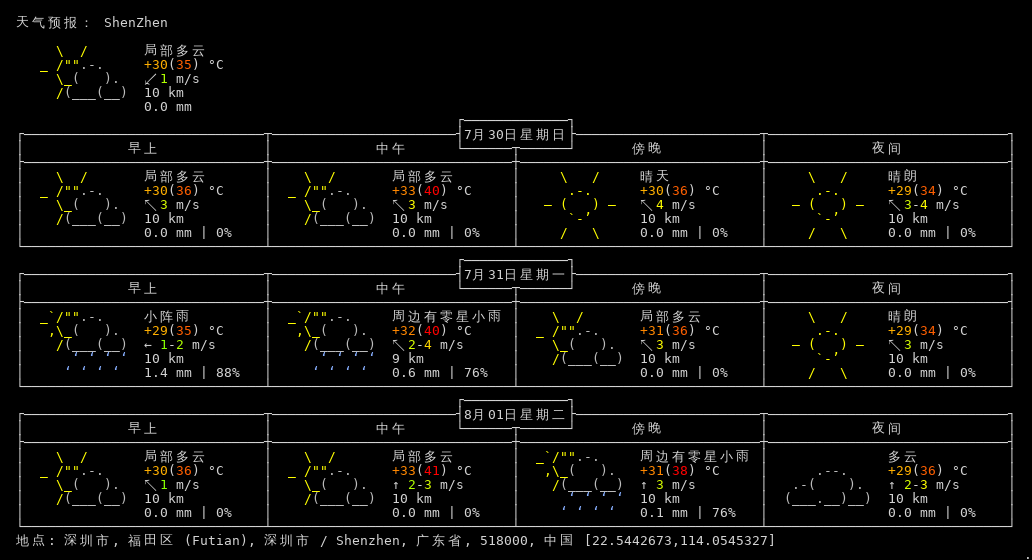 天气预报： ShenZhen
局部多云
+30(35) °C
↙ 1 m/s
10 km
0.0 mm
7月30日星期日
早上 中午 傍晚 夜间
局部多云 局部多云 晴天 晴朗
+30(36) °C +33(40) °C +30(36) °C +29(34) °C
↖ 3 m/s ↖ 3 m/s ↖ 4 m/s ↖ 3-4 m/s
10 km 10 km 10 km 10 km
0.0 mm | 0% 0.0 mm | 0% 0.0 mm | 0% 0.0 mm | 0%
7月31日星期一
早上 中午 傍晚 夜间
小阵雨 周边有零星小雨 局部多云 晴朗
+29(35) °C +32(40) °C +31(36) °C +29(34) °C
← 1-2 m/s ↖ 2-4 m/s ↖ 3 m/s ↖ 3 m/s
10 km 9 km 10 km 10 km
1.4 mm | 88% 0.6 mm | 76% 0.0 mm | 0% 0.0 mm | 0%
8月01日星期二
早上 中午 傍晚 夜间
局部多云 局部多云 周边有零星小雨 多云
+30(36) °C +33(41) °C +31(38) °C +29(36) °C
↖ 1 m/s ↑ 2-3 m/s ↑ 3 m/s ↑ 2-3 m/s
10 km 10 km 10 km 10 km
0.0 mm | 0% 0.0 mm | 0% 0.1 mm | 76% 0.0 mm | 0%
地点: 深圳市, 福田区 (Futian), 深圳市 / Shenzhen, 广东省, 518000, 中国 [22.5442673,114.0545327]